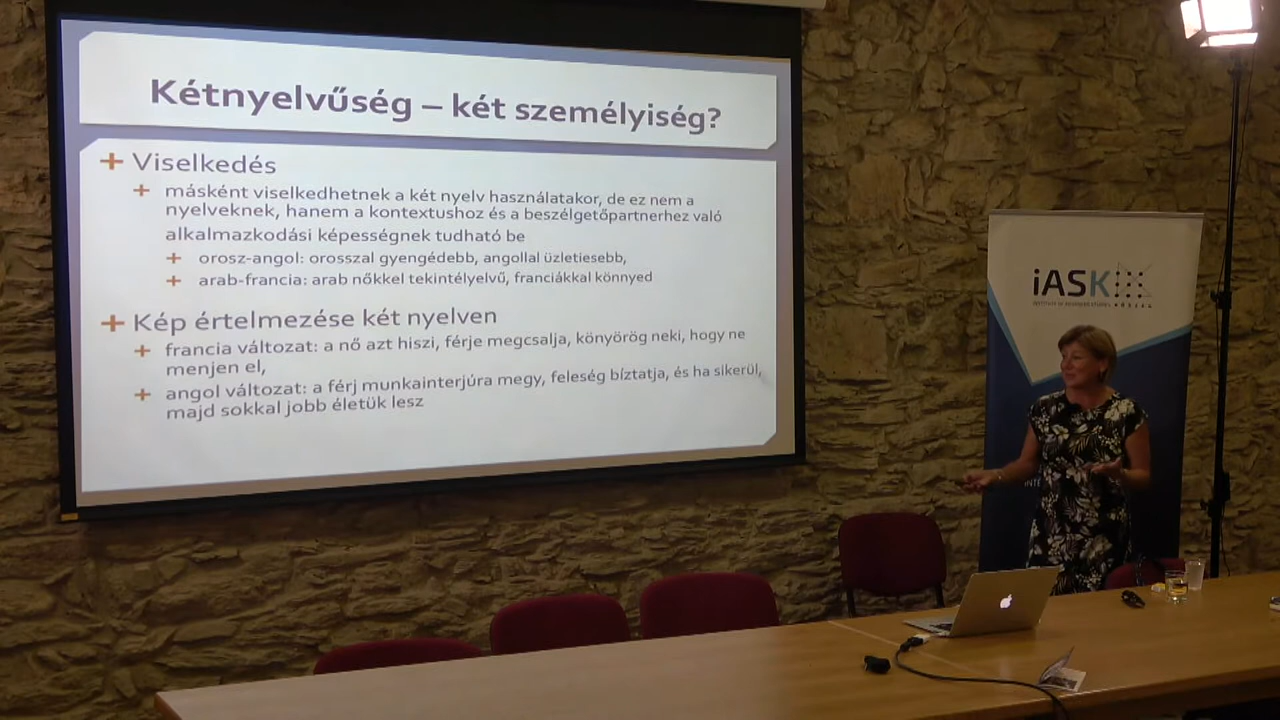 Kétnyelvűség – két személyiség?
Viselkedés
másként viselkedhetnek a két nyelv használatakor, de ez nem a
nyelveknek, hanem a kontextushoz és a beszélgetőpartnerhez való
alkalmazkodási képességnek tudható be
orosz-angol: orosszal gyengédebb, angollal üzletiesebb,
arab-francia: arab nőkkel tekintélyelvű, franciákkal könnyed
Kép értelmezése két nyelven
francia változat: a nő azt hiszi, férje megcsalja, könyörög neki, hogy ne
menjen el,
angol változat: a férj munkainterjúra megy, feleség bíztatja, és ha sikerül,
majd sokkal jobb életük lesz
iASK